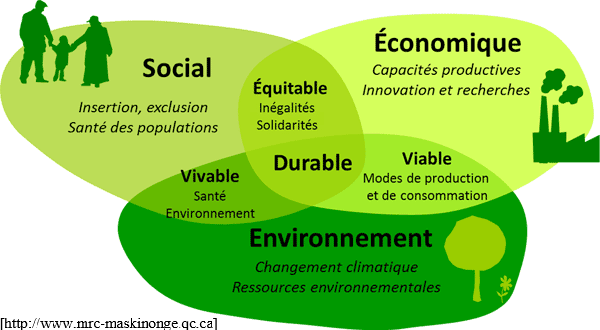 Social
Insertion, exclusion
Santé des populations
Économique
Capacités productives
Innovation et recherches
Équitable
Inégalités
Solidarités
Durable
Vivable
Santé
Environnement
Viable
Modes de production
et de consommation
Environnement
Changement climatique
Ressources environnementales
[http://www.mrc-maskinonge.qc.ca]